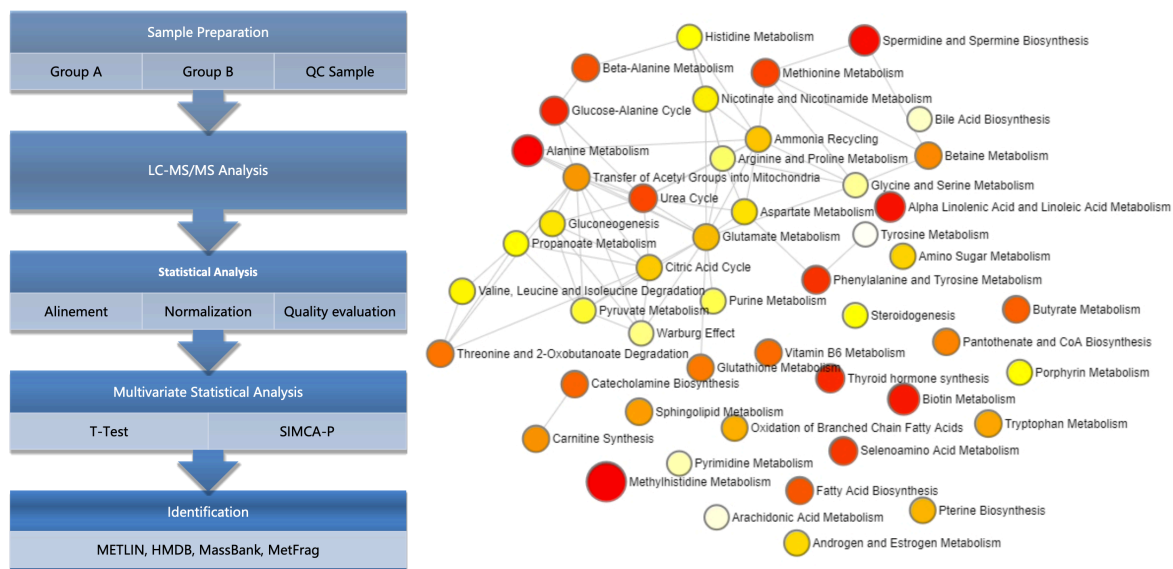 Sample Preparation
Group A
Group B
QC Sample
LC-MS/MS Analysis
Statistical Analysis
Alinement
Normalization
Quality evaluation
Multivariate Statistical Analysis
T-Test
SIMCA-P
Identification
METLIN, HMDB, MassBank, MetFrag
Histidine Metabolism
Spermidine and Spermine Biosynthesis
Beta-Alanine Metabolism
Methionine Metabolism
Nicotinate and Nicotinamide Metabolism
Glucose-Alanine Cycle
Bile Acid Biosynthesis
Ammonia Recycling
Alanine Metabolism
Arginine and Proline Metabolism
Betaine Metabolism
Transfer of Acetyl Groups into Mitochondria
Glycine and Serine Metabolism
Urea Cycle
Alpha Linolenic Acid and Linoleic Acid Metabolism
Aspartate Metabolism
Gluconeogenesis
Glutamate Metabolism
Tyrosine Metabolism
Propanoate Metabolism
Amino Sugar Metabolism
Citric Acid Cycle
Phenylalanine and Tyrosine Metabolism
Valine, Leucine and Isoleucine Degradation
Purine Metabolism
Pyruvate Metabolism
Steroidogenesis
Butyrate Metabolism
Warburg Effect
Pantothenate and CoA Biosynthesis
Threonine and 2-Oxobutanoate Degradation
Vitamin B6 Metabolism
Glutathione Metabolism
Thyroid hormone synthesis
Porphyrin Metabolism
Catecholamine Biosynthesis
Biotin Metabolism
Sphingolipid Metabolism
Oxidation of Branched Chain Fatty Acids
Tryptophan Metabolism
Carnitine Synthesis
Selenoamino Acid Metabolism
Pyrimidine Metabolism
Methylhistidine Metabolism
Fatty Acid Biosynthesis
Pterine Biosynthesis
Arachidonic Acid Metabolism
Androgen and Estrogen Metabolism